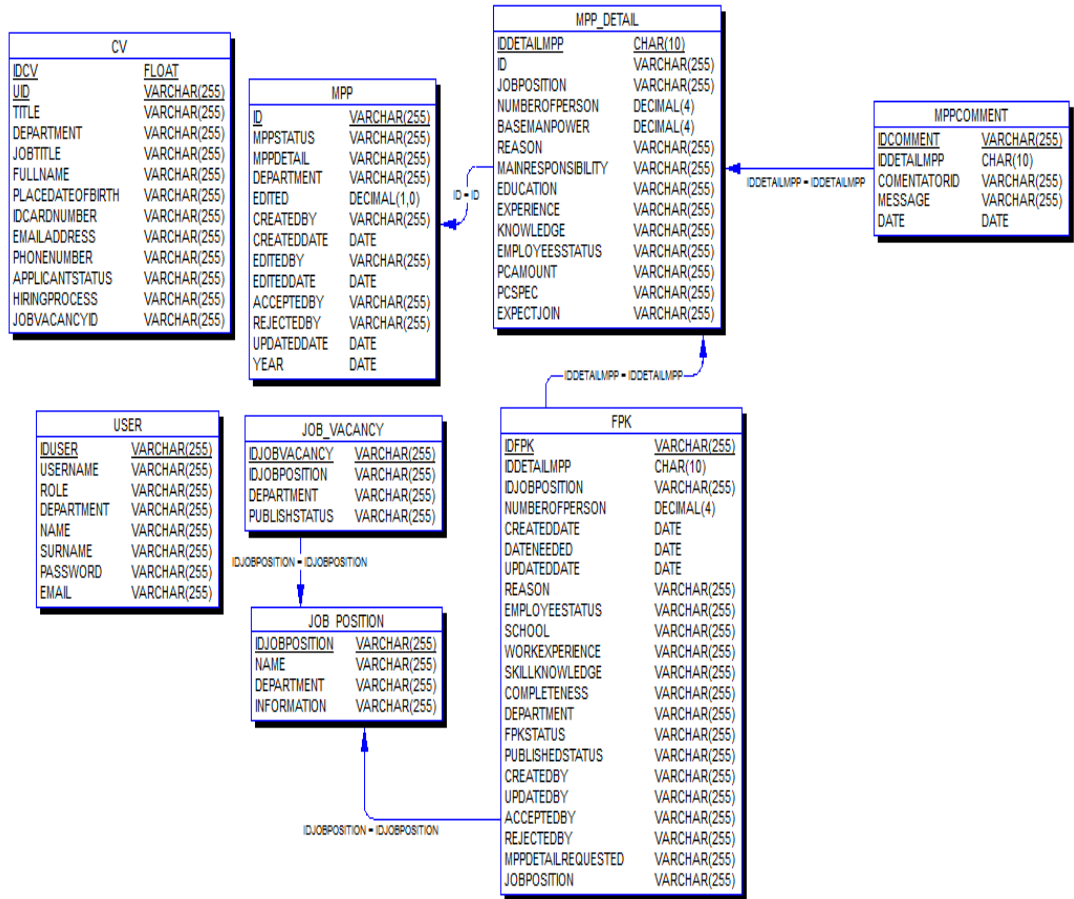 CV
IDCV FLOAT
UID VARCHAR(255)
TITLE VARCHAR(255)
DEPARTMENT VARCHAR(255)
JOBTITLE VARCHAR(255)
FULLNAME VARCHAR(255)
PLACEDATEOFBIRTH VARCHAR(255)
IDCARDNUMBER VARCHAR(255)
EMAILADDRESS VARCHAR(255)
PHONENUMBER VARCHAR(255)
APPLICANTSTATUS VARCHAR(255)
HIRINGPROCESS VARCHAR(255)
JOBVACANCYID VARCHAR(255)
MPP
ID VARCHAR(255)
MPPSTATUS VARCHAR(255)
MPPDETAIL VARCHAR(255)
DEPARTMENT VARCHAR(255)
EDITED DECIMAL(1,0)
CREATEDBY VARCHAR(255)
CREATEDDATE DATE
EDITEDBY VARCHAR(255)
EDITEDDATE DATE
ACCEPTEDBY VARCHAR(255)
REJECTEDBY VARCHAR(255)
UPDATEDDATE DATE
YEAR DATE
ID = ID
MPP_DETAIL
IDDETAILMPP CHAR(10)
ID VARCHAR(255)
JOBPOSITION VARCHAR(255)
NUMBEROFPERSON DECIMAL(4)
BASEMANPOWER DECIMAL(4)
REASON VARCHAR(255)
MAINRESPONSIBILITY VARCHAR(255)
EDUCATION VARCHAR(255)
EXPERIENCE VARCHAR(255)
KNOWLEDGE VARCHAR(255)
EMPLOYEESSTATUS VARCHAR(255)
PCAMOUNT VARCHAR(255)
PCSPEC VARCHAR(255)
EXPECTJOIN VARCHAR(255)
IDDETAILMPP = IDDETAILMPP
MPPCOMMENT
IDCOMMENT VARCHAR(255)
IDDETAILMPP CHAR(10)
COMENTATORID VARCHAR(255)
MESSAGE VARCHAR(255)
DATE DATE
IDDETAILMPP = IDDETAILMPP
USER
IDUSER VARCHAR(255)
USERNAME VARCHAR(255)
ROLE VARCHAR(255)
DEPARTMENT VARCHAR(255)
NAME VARCHAR(255)
SURNAME VARCHAR(255)
PASSWORD VARCHAR(255)
EMAIL VARCHAR(255)
JOB_VACANCY
IDJOBVACANCY VARCHAR(255)
IDJOBPOSITION VARCHAR(255)
DEPARTMENT VARCHAR(255)
PUBLISHSTATUS VARCHAR(255)
IDJOBPOSITION = IDJOBPOSITION
JOB_POSITION
IDJOBPOSITION VARCHAR(255)
NAME VARCHAR(255)
DEPARTMENT VARCHAR(255)
INFORMATION VARCHAR(255)
IDJOBPOSITION = IDJOBPOSITION
FPK
IDFPK VARCHAR(255)
IDDETAILMPP CHAR(10)
IDJOBPOSITION VARCHAR(255)
NUMBEROFPERSON DECIMAL(4)
CREATEDDATE DATE
DATENEEDED DATE
UPDATEDDATE DATE
REASON VARCHAR(255)
EMPLOYEESTATUS VARCHAR(255)
SCHOOL VARCHAR(255)
WORKEXPERIENCE VARCHAR(255)
SKILLKNOWLEDGE VARCHAR(255)
COMPLETENESS VARCHAR(255)
DEPARTMENT VARCHAR(255)
FPKSTATUS VARCHAR(255)
PUBLISHEDSTATUS VARCHAR(255)
CREATEDBY VARCHAR(255)
UPDATEDBY VARCHAR(255)
ACCEPTEDBY VARCHAR(255)
REJECTEDBY VARCHAR(255)
MPPDETAILREQUESTED VARCHAR(255)
JOBPOSITION VARCHAR(255)